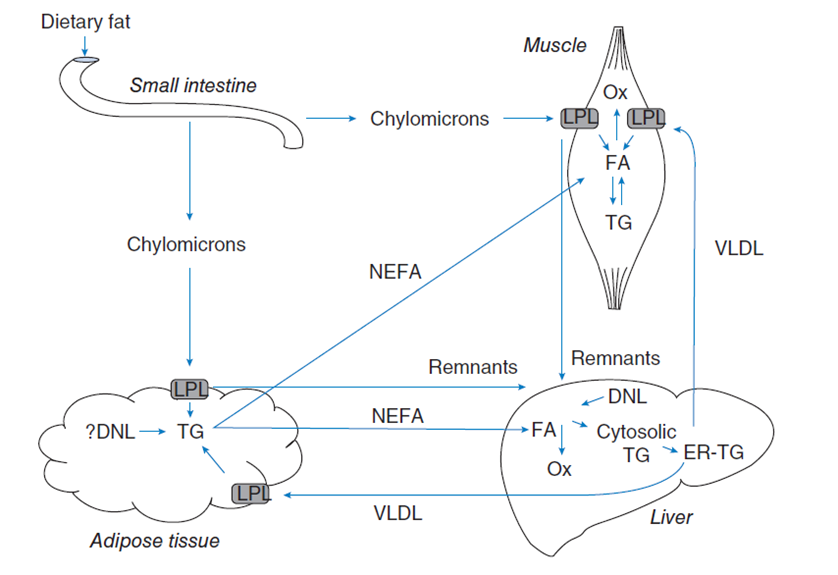 Dietary fat
Small intestine
Muscle
Ox
Chylomicrons
LPL
LPL
FA
TG
Chylomicrons
NEFA
VLDL
Remnants
Remnants
LPL
DNL
?DNL
TG
NEFA
FA
Cytosolic
TG
ER-TG
Ox
LPL
VLDL
Liver
Adipose tissue